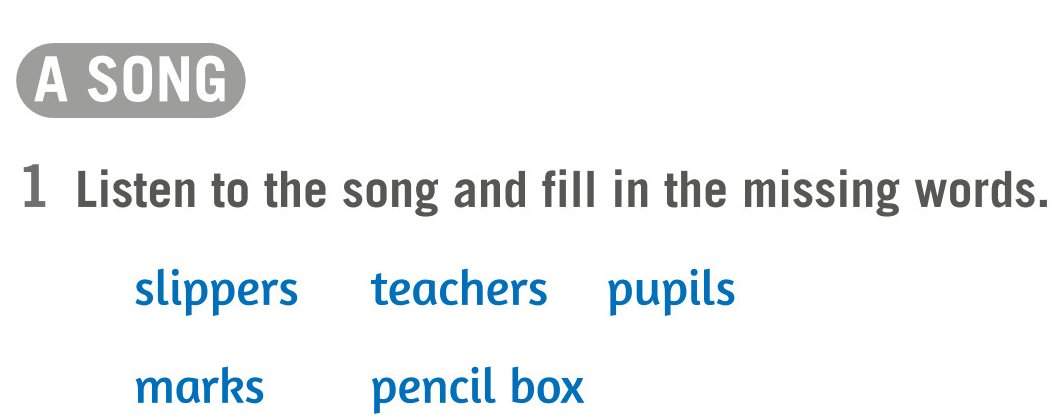 A SONG
1 Listen to the song and fill in the missing words.
slippers teachers pupils
marks pencil box